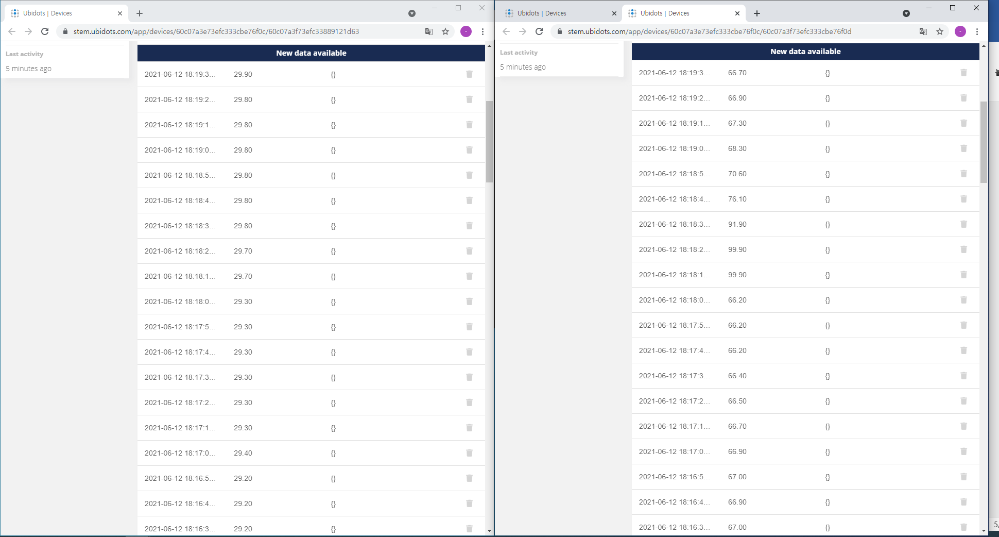 Ubidots | Devices
stem.ubidots.com/app/devices/60c07a3e73efc333cbe76f0c/60c07a3f73efc33889121d63
Last activity
5 minutes ago
New data available
2021-06-12 18:19:3... 29.90 {}
2021-06-12 18:19:2... 29.80 {}
2021-06-12 18:19:1... 29.80 {}
2021-06-12 18:19:0... 29.80 {}
2021-06-12 18:18:5... 29.80 {}
2021-06-12 18:18:4... 29.80 {}
2021-06-12 18:18:3... 29.80 {}
2021-06-12 18:18:2... 29.70 {}
2021-06-12 18:18:1... 29.70 {}
2021-06-12 18:18:0... 29.30 {}
2021-06-12 18:17:5... 29.30 {}
2021-06-12 18:17:4... 29.30 {}
2021-06-12 18:17:3... 29.30 {}
2021-06-12 18:17:2... 29.30 {}
2021-06-12 18:17:1... 29.30 {}
2021-06-12 18:17:0... 29.40 {}
2021-06-12 18:16:5... 29.20 {}
2021-06-12 18:16:4... 29.20 {}
2021-06-12 18:16:3... 29.20 {}
Ubidots | Devices
Ubidots | Devices
stem.ubidots.com/app/devices/60c07a3e73efc333cbe76f0c/60c07a3f73efc333cbe76f0d
Last activity
5 minutes ago
New data available
2021-06-12 18:19:3... 66.70 {}
2021-06-12 18:19:2... 66.90 {}
2021-06-12 18:19:1... 67.30 {}
2021-06-12 18:19:0... 68.30 {}
2021-06-12 18:18:5... 70.60 {}
2021-06-12 18:18:4... 76.10 {}
2021-06-12 18:18:3... 91.90 {}
2021-06-12 18:18:2... 99.90 {}
2021-06-12 18:18:1... 99.90 {}
2021-06-12 18:18:0... 66.20 {}
2021-06-12 18:17:5... 66.20 {}
2021-06-12 18:17:4... 66.20 {}
2021-06-12 18:17:3... 66.40 {}
2021-06-12 18:17:2... 66.50 {}
2021-06-12 18:17:1... 66.70 {}
2021-06-12 18:17:0... 66.90 {}
2021-06-12 18:16:5... 67.00 {}
2021-06-12 18:16:4... 66.90 {}
2021-06-12 18:16:3... 67.00 {}
5/